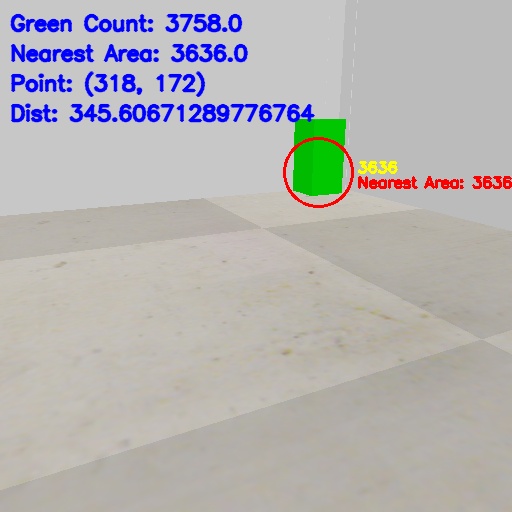 Green Count: 3758.0
Nearest Area: 3636.0
Point: (318, 172)
Dist: 345.60671289776764
3636
Nearest Area: 3636